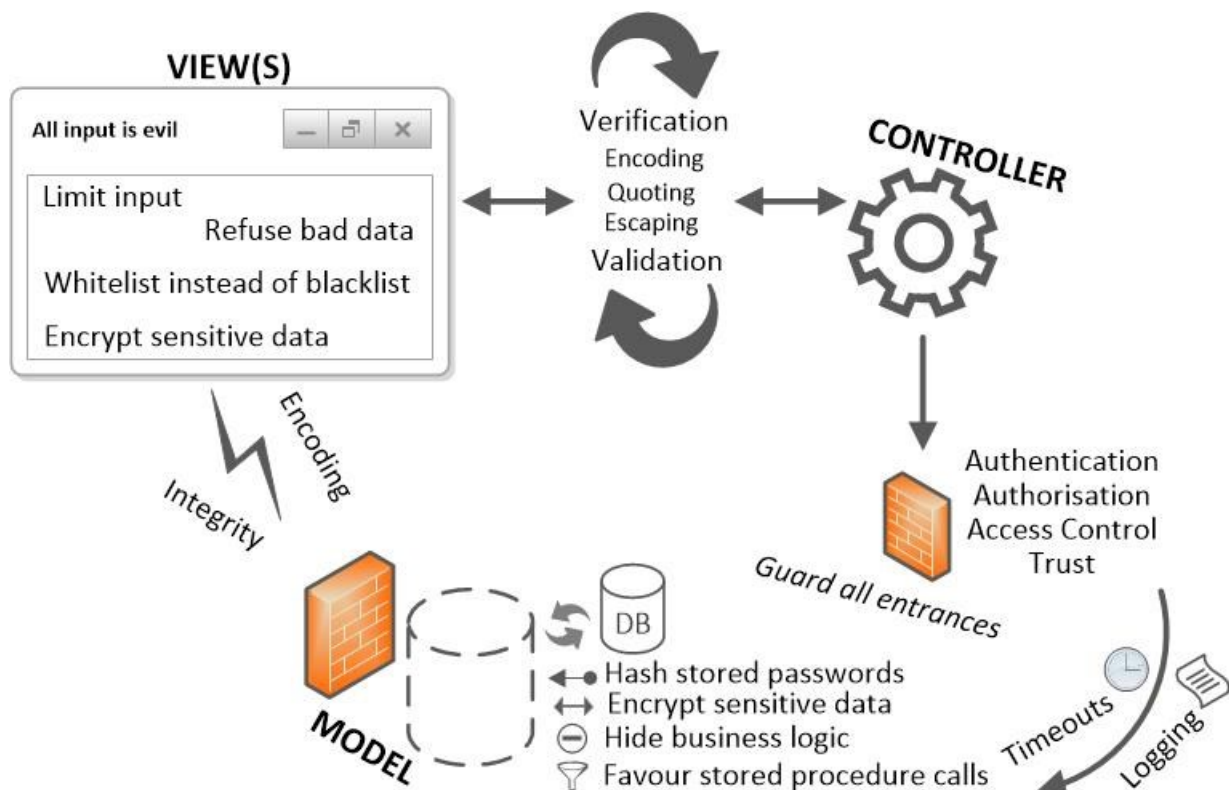 VIEW(S)
All input is evil
Limit input
Refuse bad data
Whitelist instead of blacklist
Encrypt sensitive data
Verification
Encoding
Quoting
Escaping
Validation
CONTROLLER
Encoding
Integrity
Authentication
Authorisation
Access Control
Trust
Guard all entrances
DB
Hash stored passwords
Encrypt sensitive data
Hide business logic
Favour stored procedure calls
MODEL
Timeouts
Logging